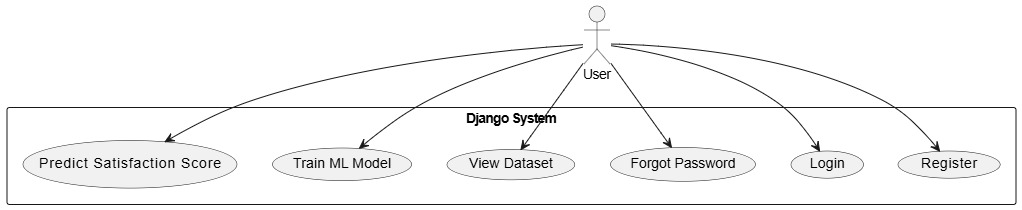 User
Django System
Predict Satisfaction Score
Train ML Model
View Dataset
Forgot Password
Login
Register